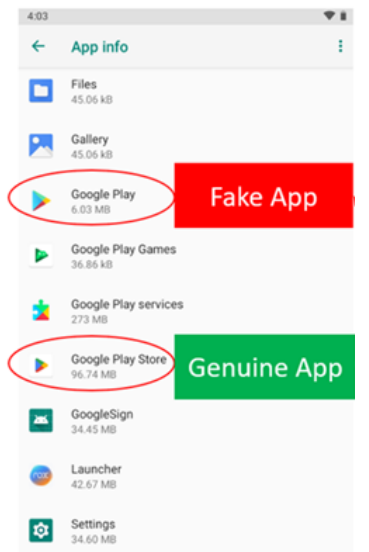 4:03
App info
Files
45.06 kB
Gallery
45.06 kB
Google Play
6.03 MB
Fake App
Google Play Games
36.86 kB
Google Play services
273 MB
Google Play Store
96.74 MB
Genuine App
GoogleSign
34.45 MB
Launcher
42.67 MB
Settings
34.60 MB